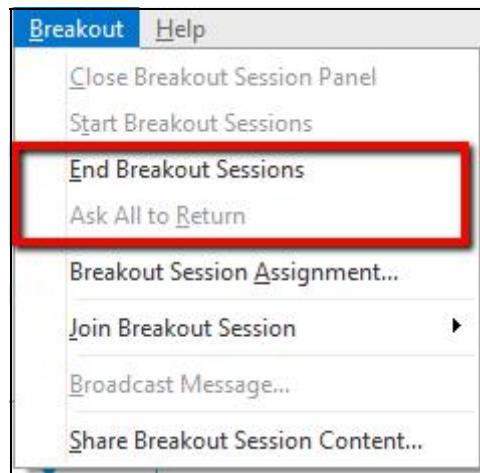 Breakout Help
Close Breakout Session Panel
Start Breakout Sessions
End Breakout Sessions
Ask All to Return
Breakout Session Assignment...
Join Breakout Session
Broadcast Message...
Share Breakout Session Content...